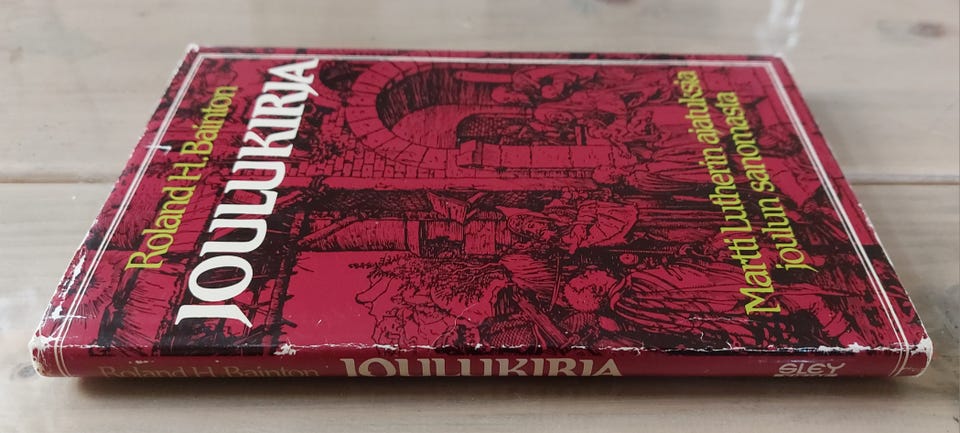 Roland H. Bainton
JOULUKIRJA
Martti Lutherin ajatuksia
joulun sanomasta
Roland H. Bainton
JOULUKIRJA
SLEY